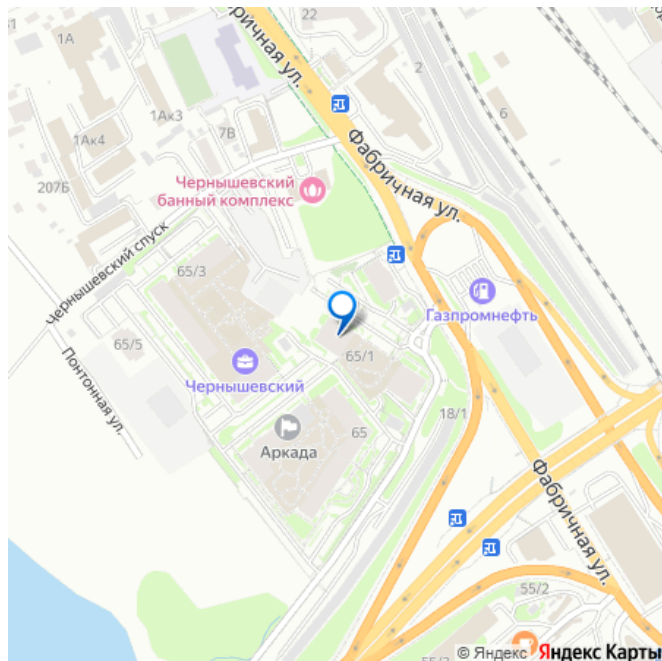 22
1А
Фабричная ул.
2
1Ак3
6
7В
1Ак4
207Б
Чернышевский
банный комплекс
Фабричная ул.
Чернышевский спуск
65/3
Газпромнефть
65/5
65/1
Чернышевский
Понтонная ул.
18/1
65
Аркада
Фабричная ул.
55/2
© Яндекс Яндекс Карты